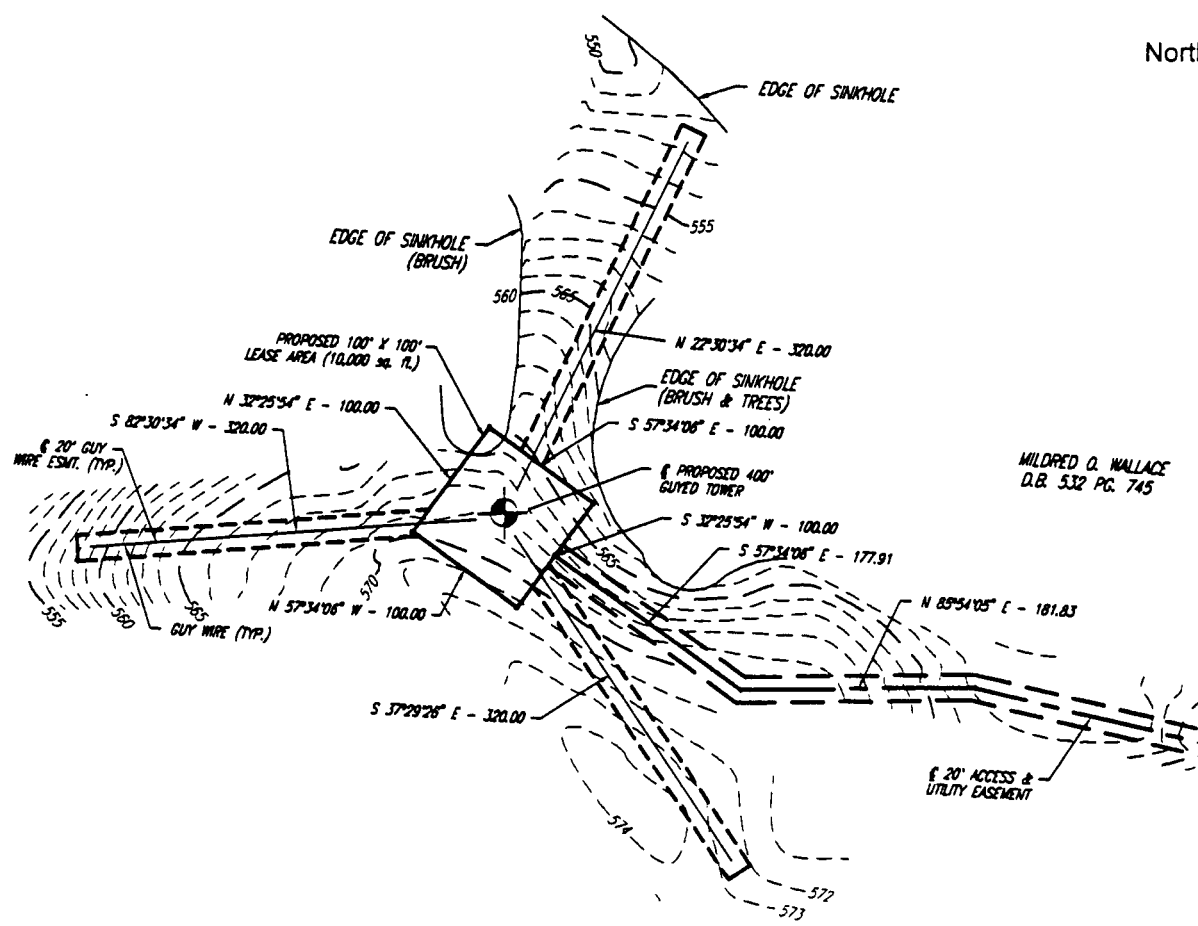 North
550
EDGE OF SINKHOLE
555
EDGE OF SINKHOLE
(BRUSH)
560
565
PROPOSED 100' X 100'
LEASE AREA (10,000 sq. ft.)
N 22°30'34" E - 320.00
EDGE OF SINKHOLE
(BRUSH & TREES)
N 32°25'54" E - 100.00
S 82°30'34" W - 320.00
S 57°34'06" E - 100.00
℄ 20' GUY
WIRE ESMT. (TYP.)
℄ PROPOSED 400'
GUYED TOWER
MILDRED O. WALLACE
D.B. 532 PG. 745
S 32°25'54" W - 100.00
565
S 57°34'06" E - 177.91
570
555
560
565
N 57°34'06" W - 100.00
GUY WIRE (TYP.)
N 85°54'05" E - 181.83
S 37°29'26" E - 320.00
℄ 20' ACCESS &
UTILITY EASEMENT
574
572
573